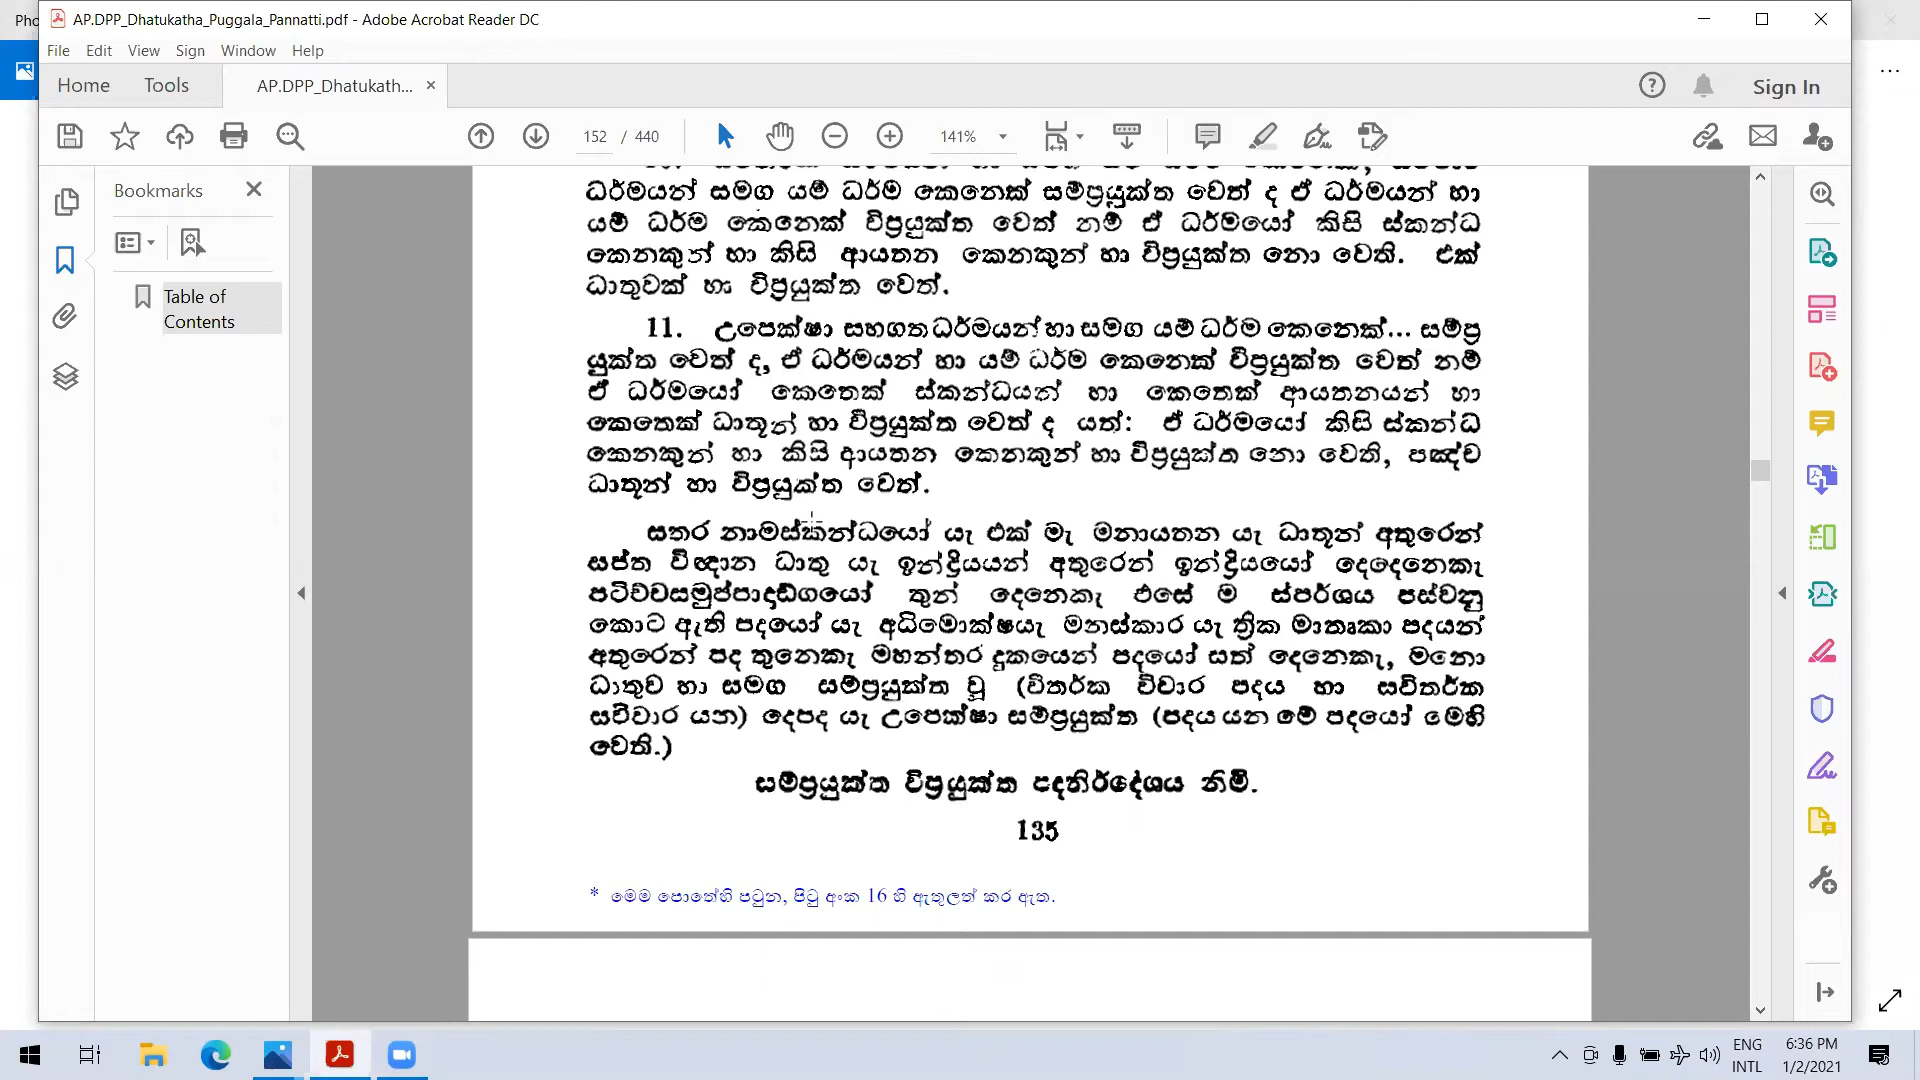 Pho
AP.DPP_Dhatukatha_Puggala_Pannatti.pdf - Adobe Acrobat Reader DC
File Edit View Sign Window Help
Home Tools AP.DPP_Dhatukath... × Sign In
152 / 440 141%
Bookmarks
Table of
Contents
ධර්මයන් සමග යම් ධර්ම කෙනෙක් සම්ප්‍රයුක්ත වෙත් ද ඒ ධර්මයන් හා
යම් ධර්ම කෙනෙක් විප්‍රයුක්ත වෙත් නම් ඒ ධර්මයෝ කිසි ස්කන්ධ
කෙනකුන් හා කිසි ආයතන කෙනකුන් හා විප්‍රයුක්ත නො වෙති. එක්
ධාතුවක් හා විප්‍රයුක්ත වෙත්.
11. උපෙක්ෂා සහගත ධර්මයන් හා සමග යම් ධර්ම කෙනෙක්... සම්ප්‍ර
යුක්ත වෙත් ද, ඒ ධර්මයන් හා යම් ධර්ම කෙනෙක් විප්‍රයුක්ත වෙත් නම්
ඒ ධර්මයෝ කෙතෙක් ස්කන්ධයන් හා කෙතෙක් ආයතනයන් හා
කෙතෙක් ධාතූන් හා විප්‍රයුක්ත වෙත් ද යත්: ඒ ධර්මයෝ කිසි ස්කන්ධ
කෙනකුන් හා කිසි ආයතන කෙනකුන් හා විප්‍රයුක්ත නො වෙති, පඤ්ච
ධාතූන් හා විප්‍රයුක්ත වෙත්.
සතර නාමස්කන්ධයෝ යැ එක් මැ මනායතන යැ ධාතූන් අතුරෙන්
සප්ත විඥාන ධාතු යැ ඉන්ද්‍රියයන් අතුරෙන් ඉන්ද්‍රියයෝ දෙදෙනෙකැ
පටිච්චසමුප්පාදාඞ්ගයෝ තුන් දෙනෙකැ එසේ ම ස්පර්ශය පස්වනු
කොට ඇති පදයෝ යැ අධිමොක්ෂයැ මනස්කාර යැ ත්‍රික මාතෘකා පදයන්
අතුරෙන් පද තුනෙකැ මහන්තර දුකයෙන් පදයෝ සත් දෙනෙකැ, මනො
ධාතුව හා සමග සම්ප්‍රයුක්ත වූ (විතර්ක විචාර පදය හා සවිතර්ක
සවිචාර යන) දෙපද යැ උපෙක්ෂා සම්ප්‍රයුක්ත (පදය යන මේ පදයෝ මෙහි
වෙති.)
සම්ප්‍රයුක්ත විප්‍රයුක්ත පදනිර්දේශය නිමි.
135
* මෙම පොතේහි පටුන, පිටු අංක 16 හි ඇතුලත් කර ඇත.
ENG 6:36 PM
INTL 1/2/2021